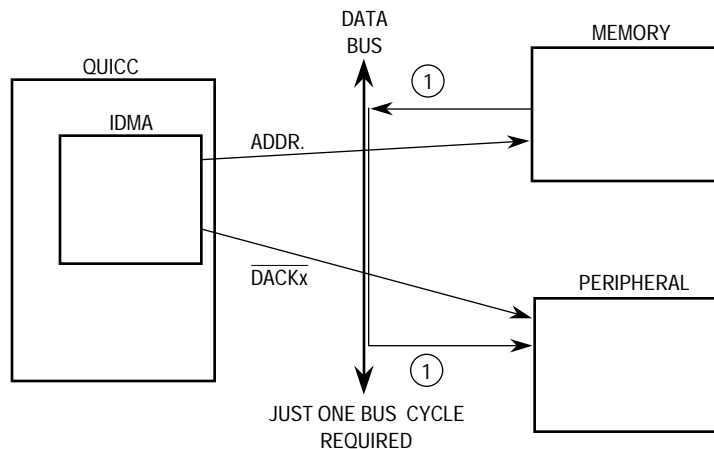 DATA
BUS
MEMORY
QUICC
1
IDMA
ADDR.
DACKx
PERIPHERAL
1
JUST ONE BUS CYCLE
REQUIRED